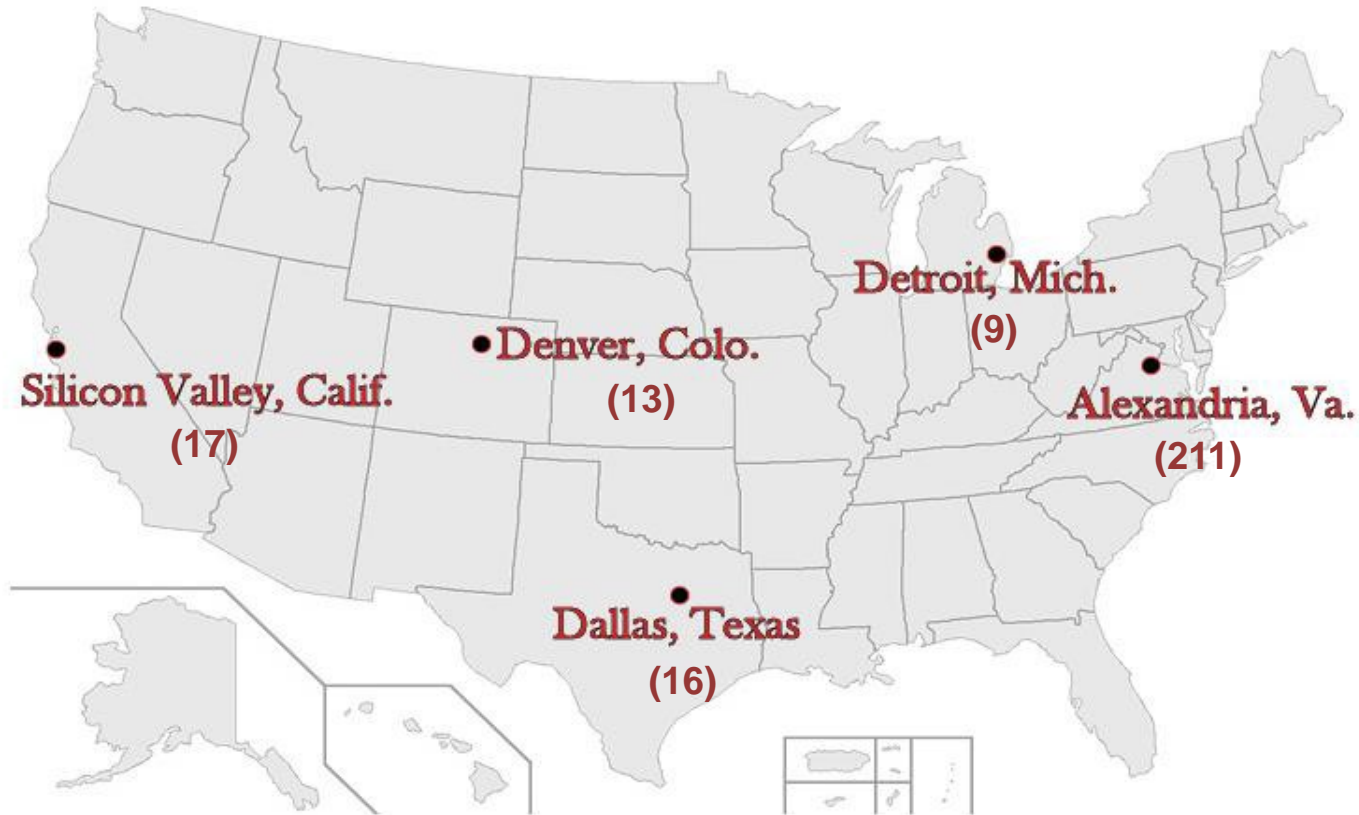 Detroit, Mich.
(9)
Denver, Colo.
(13)
Silicon Valley, Calif.
(17)
Alexandria, Va.
(211)
Dallas, Texas
(16)